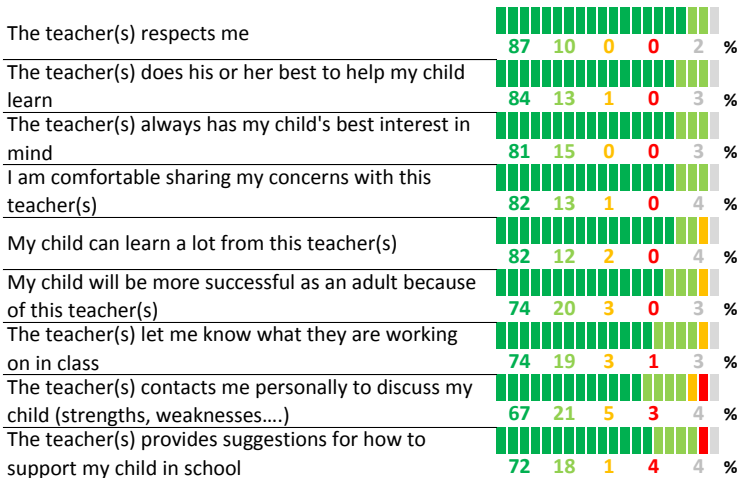 The teacher(s) respects me
87 10 0 0 2 %
The teacher(s) does his or her best to help my child
learn
84 13 1 0 3 %
The teacher(s) always has my child's best interest in
mind
81 15 0 0 3 %
I am comfortable sharing my concerns with this
teacher(s)
82 13 1 0 4 %
My child can learn a lot from this teacher(s)
82 12 2 0 4 %
My child will be more successful as an adult because
of this teacher(s)
74 20 3 0 3 %
The teacher(s) let me know what they are working
on in class
74 19 3 1 3 %
The teacher(s) contacts me personally to discuss my
child (strengths, weaknesses....)
67 21 5 3 4 %
The teacher(s) provides suggestions for how to
support my child in school
72 18 1 4 4 %